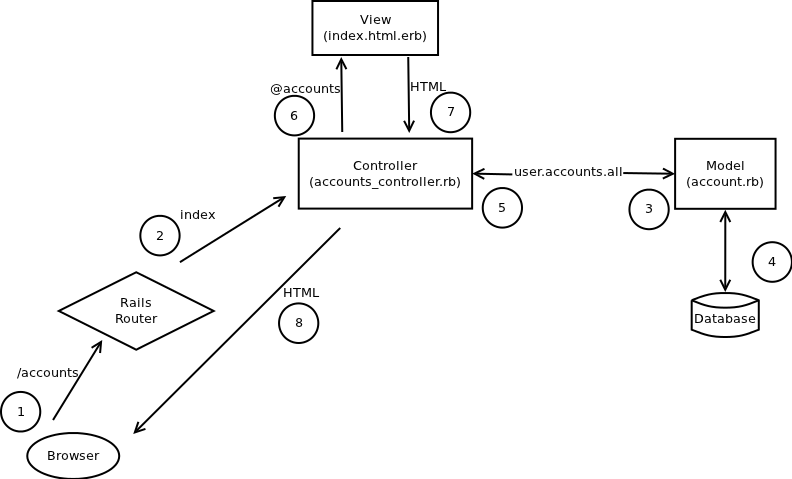 View
(index.html.erb)
@accounts
HTML
6
7
Controller
(accounts_controller.rb)
user.accounts.all
Model
(account.rb)
5
3
index
2
4
HTML
8
Rails
Router
Database
/accounts
1
Browser